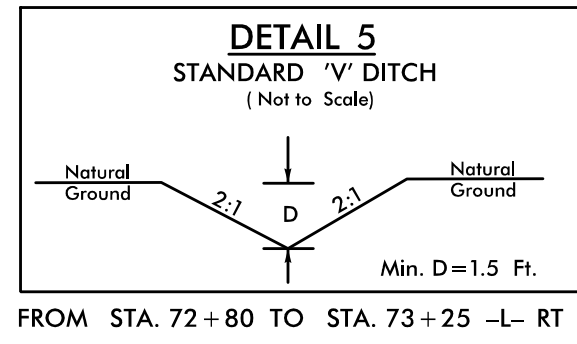 DETAIL 5
STANDARD 'V' DITCH
( Not to Scale)
Natural
Ground
2:1
D
2:1
Natural
Ground
Min. D=1.5 Ft.
FROM STA. 72+80 TO STA. 73+25 -L- RT